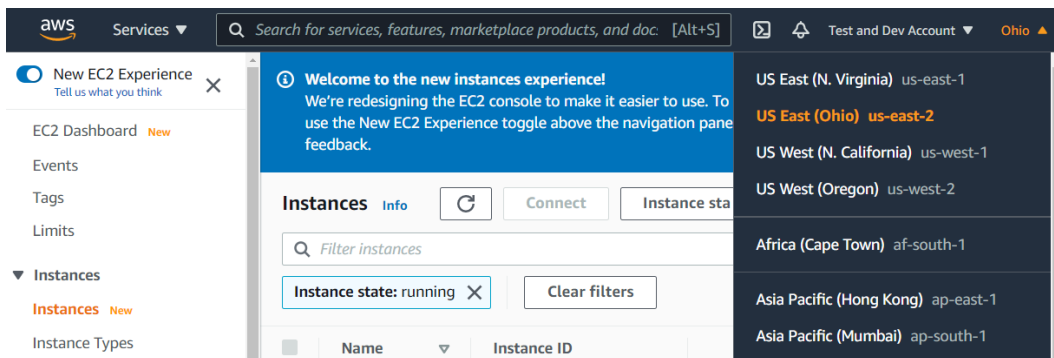 aws Services ▼ Search for services, features, marketplace products, and doc: [Alt+S] Test and Dev Account ▼ Ohio ▲
New EC2 Experience
Tell us what you think
EC2 Dashboard New
Events
Tags
Limits
▼ Instances
Instances New
Instance Types
Welcome to the new instances experience!
We're redesigning the EC2 console to make it easier to use. To
use the New EC2 Experience toggle above the navigation pane
feedback.
Instances Info Connect Instance sta
Filter instances
Instance state: running Clear filters
Name Instance ID
US East (N. Virginia) us-east-1
US East (Ohio) us-east-2
US West (N. California) us-west-1
US West (Oregon) us-west-2
Africa (Cape Town) af-south-1
Asia Pacific (Hong Kong) ap-east-1
Asia Pacific (Mumbai) ap-south-1